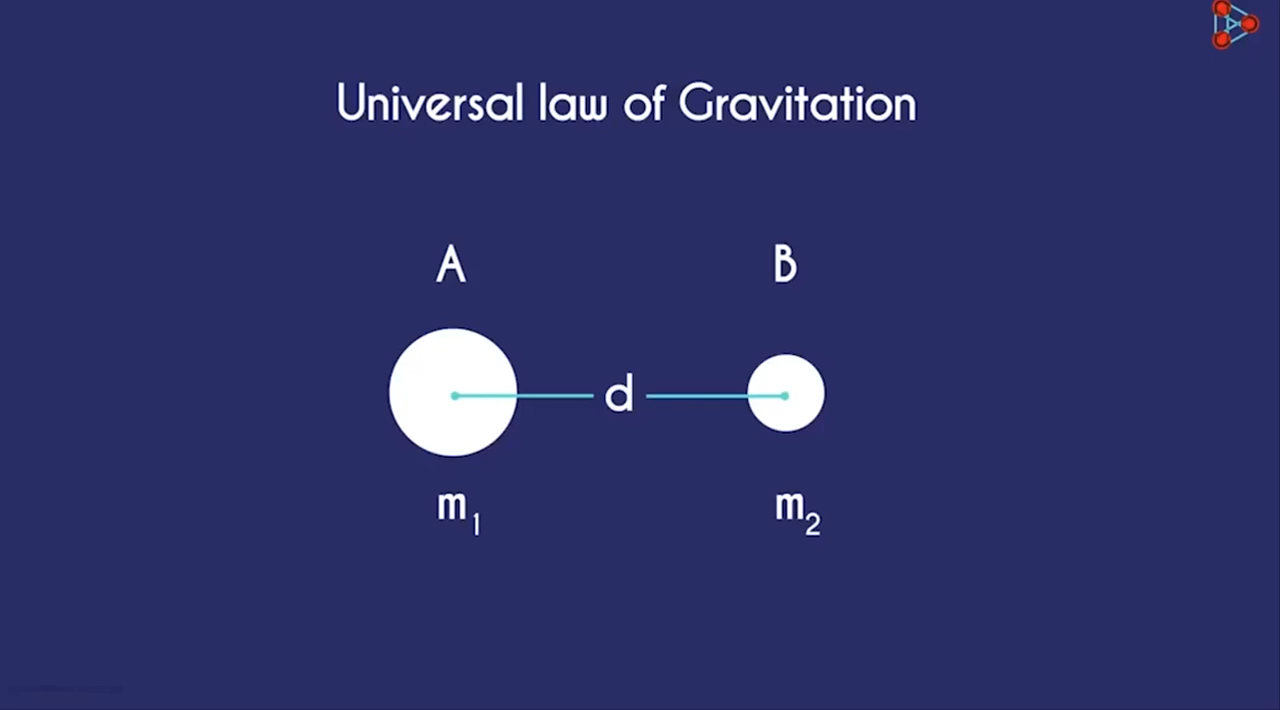 Universal law of Gravitation
A B
d
m₁ m₂